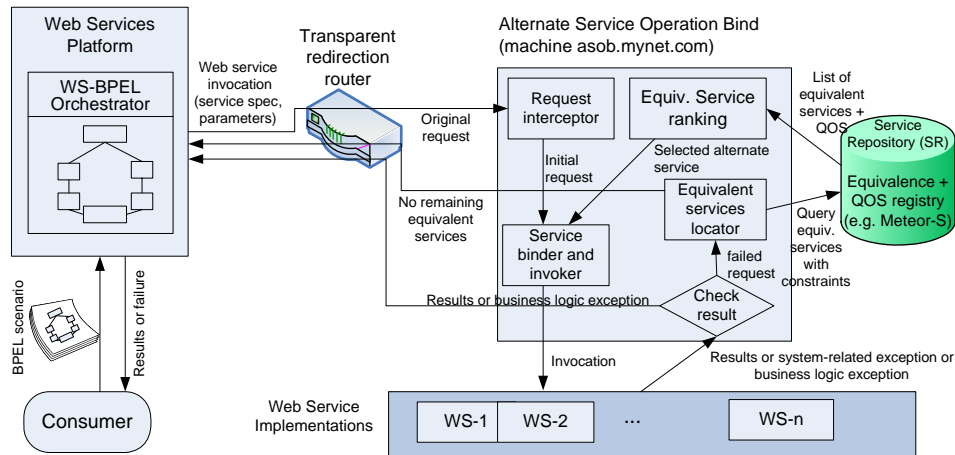 Web Services
Platform
WS-BPEL
Orchestrator
Web service
invocation
(service spec,
parameters)
Transparent
redirection
router
Original
request
Alternate Service Operation Bind
(machine asob.mynet.com)
Request
interceptor
Equiv. Service
ranking
List of
equivalent
services +
QOS
Service
Repository (SR)
Equivalence +
QOS registry
(e.g. Meteor-S)
Initial
request
Selected alternate
service
Equivalent
services
locator
No remaining
equivalent
services
Query
equiv.
services
with
constraints
Service
binder and
invoker
failed
request
Results or business logic exception
Check
result
BPEL scenario
Results or failure
Invocation
Results or system-related exception or
business logic exception
Consumer
Web Service
Implementations
WS-1
WS-2
...
WS-n